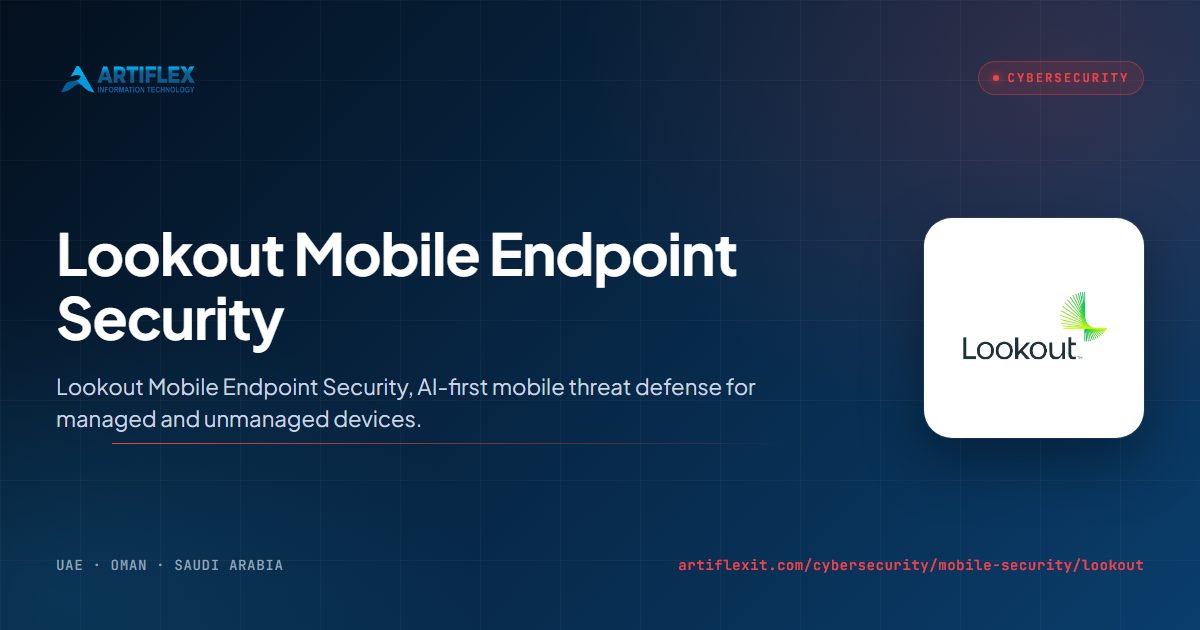 ARTIFLEX
INFORMATION TECHNOLOGY
CYBERSECURITY
Lookout Mobile Endpoint
Security
Lookout Mobile Endpoint Security, AI-first mobile threat defense for
managed and unmanaged devices.
Lookout™
UAE · OMAN · SAUDI ARABIA
artiflexit.com/cybersecurity/mobile-security/lookout